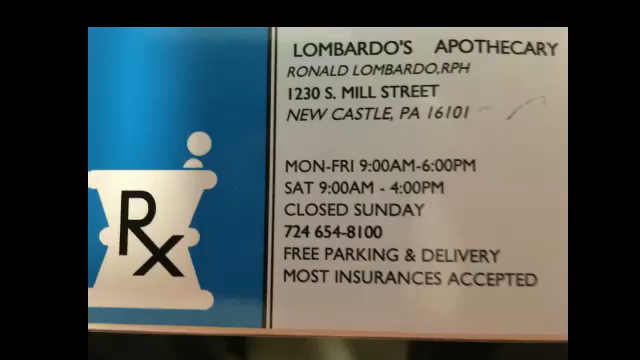 LOMBARDO'S APOTHECARY
RONALD LOMBARDO,RPH
1230 S. MILL STREET
NEW CASTLE, PA 16101
MON-FRI 9:00AM-6:00PM
SAT 9:00AM - 4:00PM
CLOSED SUNDAY
724 654-8100
FREE PARKING & DELIVERY
MOST INSURANCES ACCEPTED
Rx